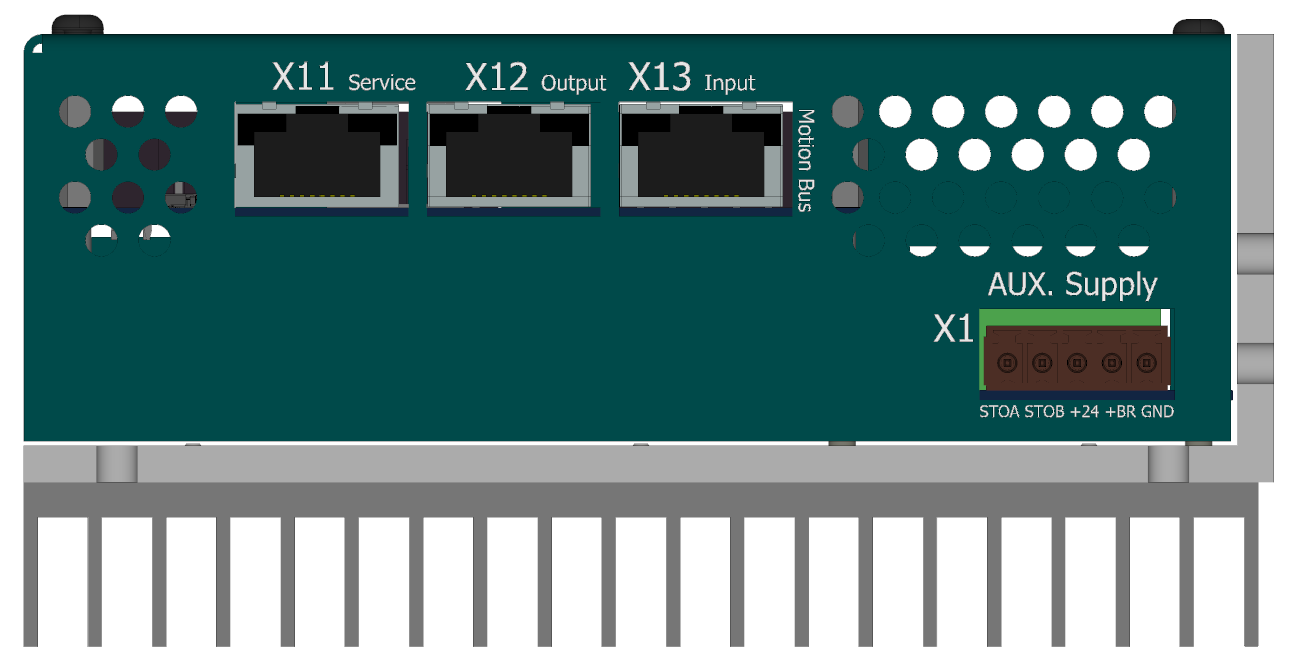 X11 Service
X12 Output
X13 Input
Motion Bus
AUX. Supply
X1
STOA STOB +24 +BR GND